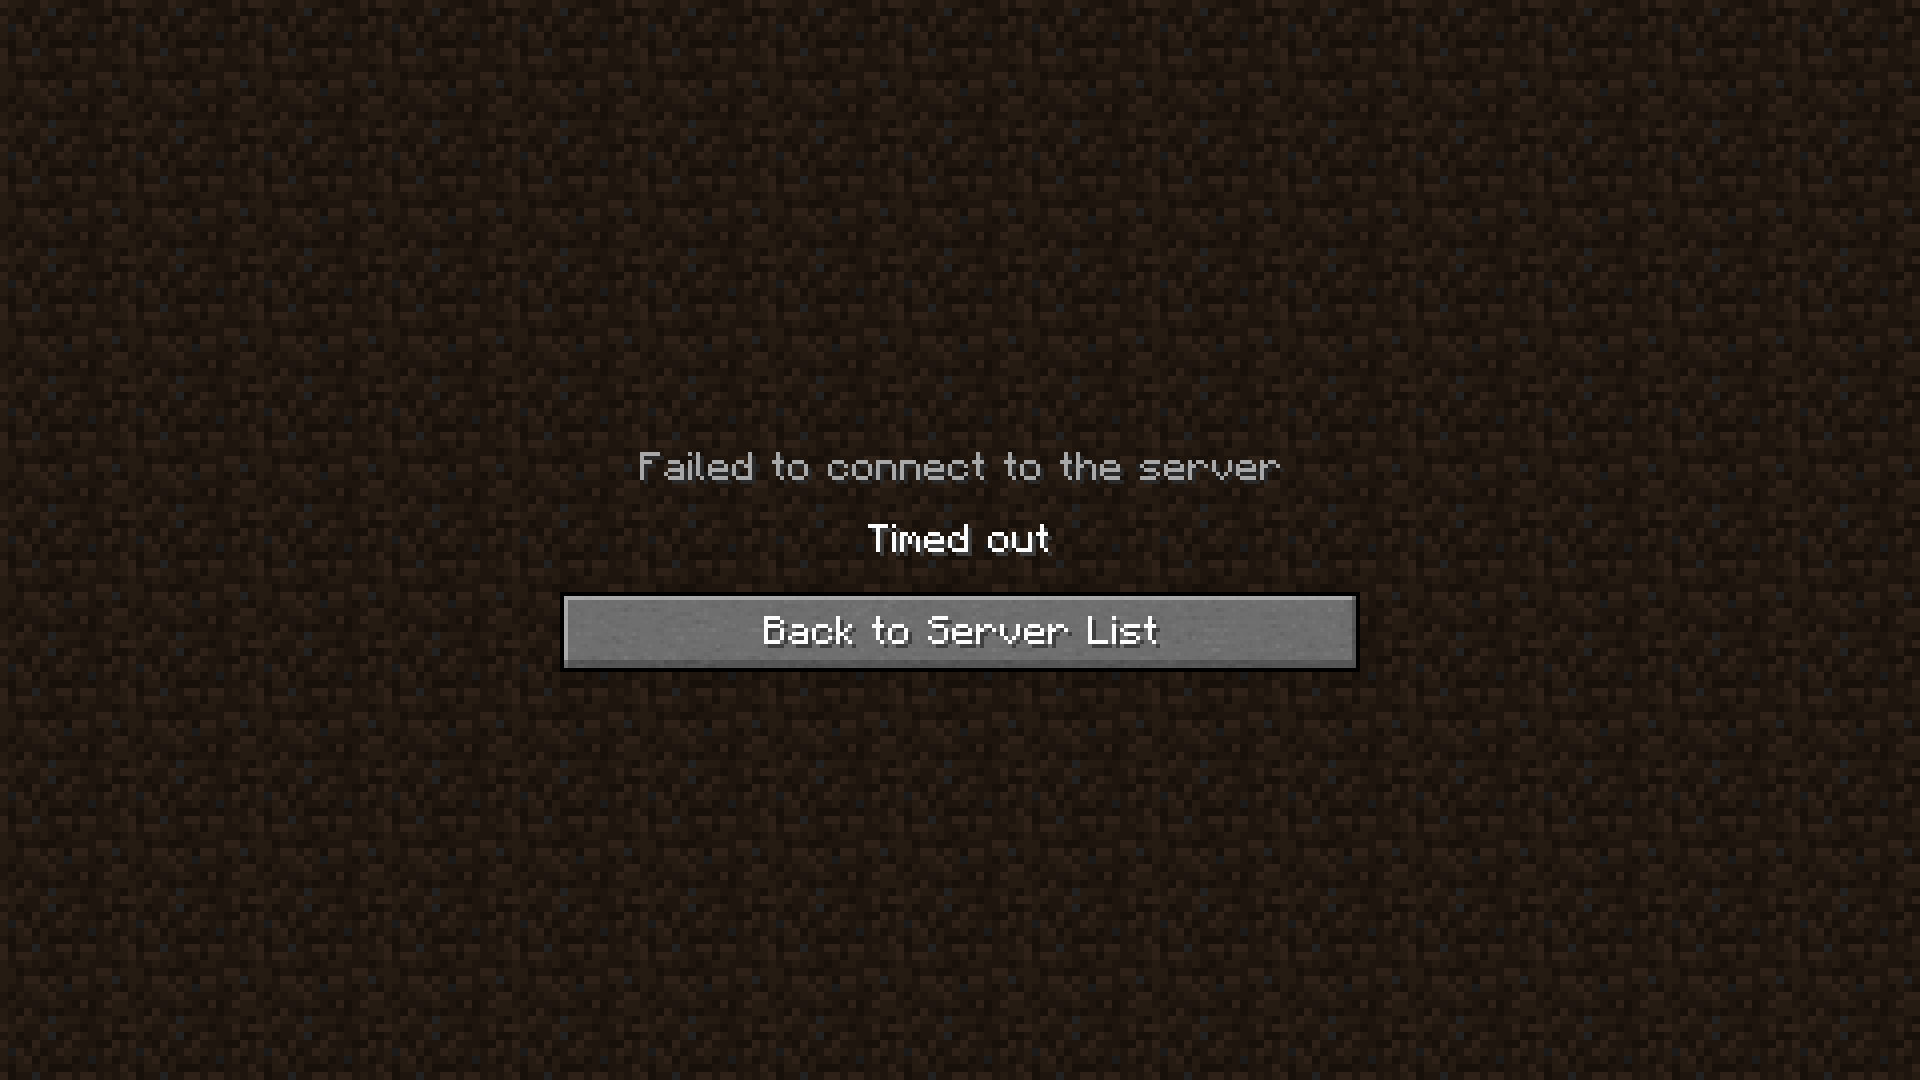 Failed to connect to the server
Timed out
Back to Server List